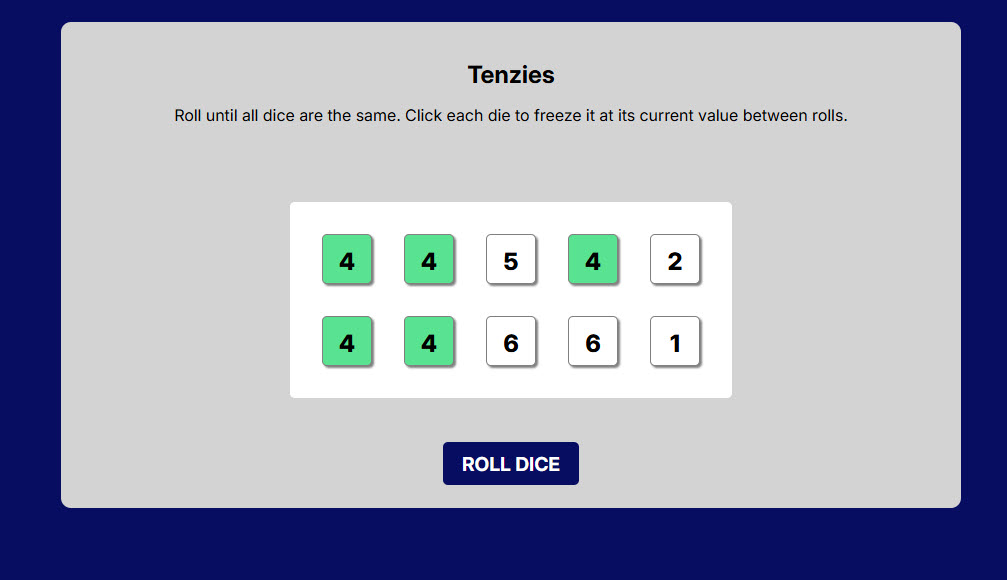 Tenzies
Roll until all dice are the same. Click each die to freeze it at its current value between rolls.
4 4 5 4 2
4 4 6 6 1
ROLL DICE